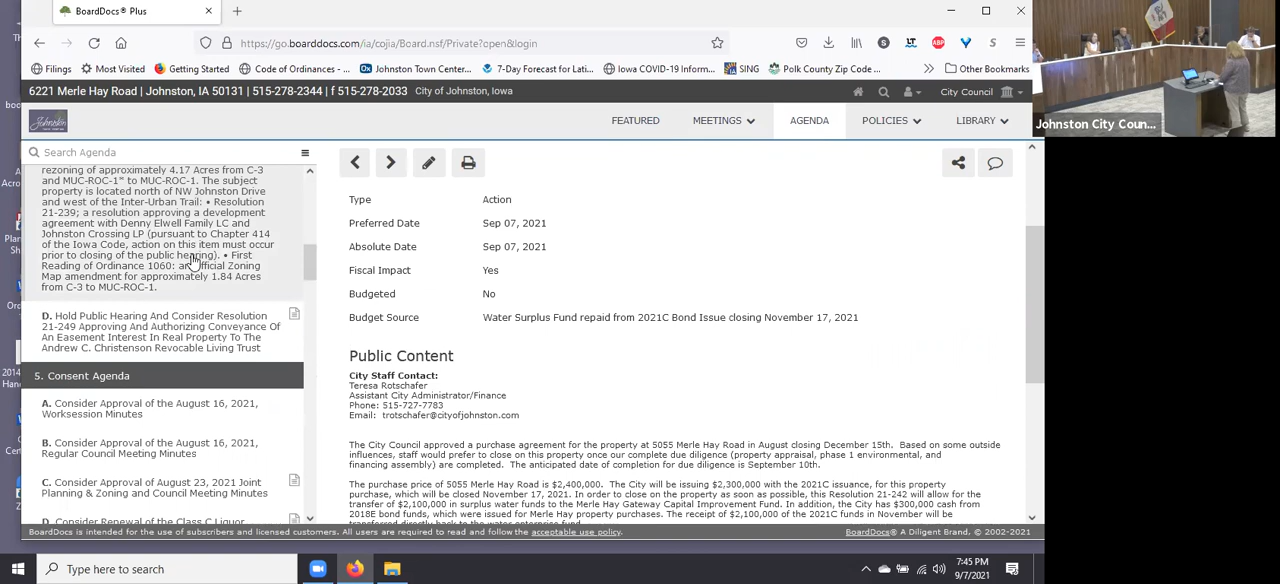 BoardDocs® Plus
https://go.boarddocs.com/ia/cojia/Board.nsf/Private?open&login
Filings
Most Visited
Getting Started
Code of Ordinances - ...
Johnston Town Center...
7-Day Forecast for Lati...
Iowa COVID-19 Inform...
SING
Polk County Zip Code ...
Other Bookmarks
6221 Merle Hay Road | Johnston, IA 50131 | 515-278-2344 | f 515-278-2033
City of Johnston, Iowa
City Council
Johnston
FEATURED
MEETINGS
AGENDA
POLICIES
LIBRARY
Johnston City Coun...
Search Agenda
rezoning of approximately 4.17 Acres from C-3
and MUC-ROC-1* to MUC-ROC-1. The subject
property is located north of NW Johnston Drive
and west of the Inter-Urban Trail: • Resolution
21-239; a resolution approving a development
agreement with Denny Elwell Family LC and
Johnston Crossing LP (pursuant to Chapter 414
of the Iowa Code, action on this item must occur
prior to closing of the public hearing). • First
Reading of Ordinance 1060: an Official Zoning
Map amendment for approximately 1.84 Acres
from C-3 to MUC-ROC-1.
D. Hold Public Hearing And Consider Resolution
21-249 Approving And Authorizing Conveyance Of
An Easement Interest In Real Property To The
Andrew C. Christenson Revocable Living Trust
5. Consent Agenda
A. Consider Approval of the August 16, 2021,
Worksession Minutes
B. Consider Approval of the August 16, 2021,
Regular Council Meeting Minutes
C. Consider Approval of August 23, 2021 Joint
Planning & Zoning and Council Meeting Minutes
D. Consider Renewal of the Class C Liquor
Type Action
Preferred Date Sep 07, 2021
Absolute Date Sep 07, 2021
Fiscal Impact Yes
Budgeted No
Budget Source Water Surplus Fund repaid from 2021C Bond Issue closing November 17, 2021
Public Content
City Staff Contact:
Teresa Rotschafer
Assistant City Administrator/Finance
Phone: 515-727-7783
Email: trotschafer@cityofjohnston.com
The City Council approved a purchase agreement for the property at 5055 Merle Hay Road in August closing December 15th. Based on some outside
influences, staff would prefer to close on this property once our complete due diligence (property appraisal, phase 1 environmental, and
financing assembly) are completed. The anticipated date of completion for due diligence is September 10th.
The purchase price of 5055 Merle Hay Road is $2,400,000. The City will be issuing $2,300,000 with the 2021C issuance, for this property
purchase, which will be closed November 17, 2021. In order to close on the property as soon as possible, this Resolution 21-242 will allow for the
transfer of $2,100,000 in surplus water funds to the Merle Hay Gateway Capital Improvement Fund. In addition, the City has $300,000 cash from
2018E bond funds, which were issued for Merle Hay property purchases. The receipt of $2,100,000 of the 2021C funds in November will be
transferred directly back to the water enterprise fund.
BoardDocs is intended for the use of subscribers and licensed customers. All users are required to read and follow the acceptable use policy.
BoardDocs® A Diligent Brand. © 2002-2021
Type here to search
7:45 PM
9/7/2021